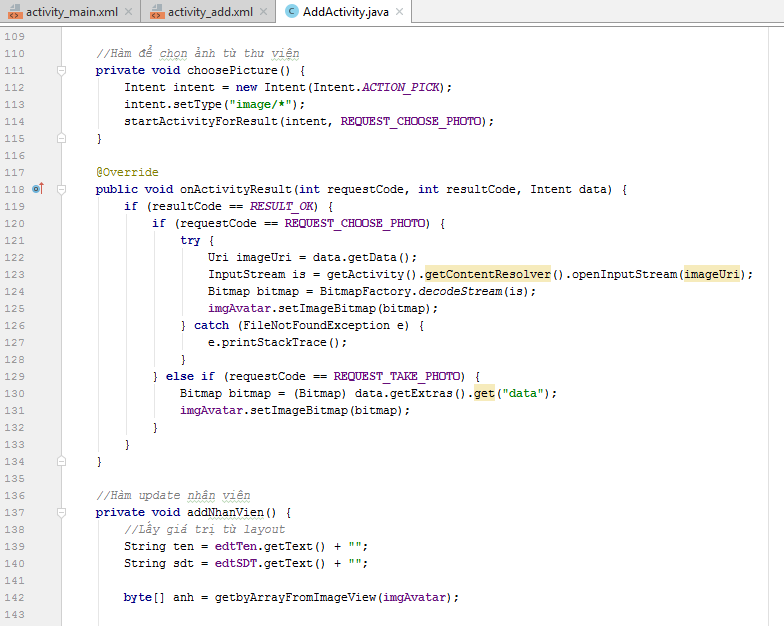 activity_main.xml activity_add.xml AddActivity.java
109
110 //Hàm để chọn ảnh từ thư viện
111 private void choosePicture() {
112 Intent intent = new Intent(Intent.ACTION_PICK);
113 intent.setType("image/*");
114 startActivityForResult(intent, REQUEST_CHOOSE_PHOTO);
115 }
116
117 @Override
118 public void onActivityResult(int requestCode, int resultCode, Intent data) {
119 if (resultCode == RESULT_OK) {
120 if (requestCode == REQUEST_CHOOSE_PHOTO) {
121 try {
122 Uri imageUri = data.getData();
123 InputStream is = getActivity().getContentResolver().openInputStream(imageUri);
124 Bitmap bitmap = BitmapFactory.decodeStream(is);
125 imgAvatar.setImageBitmap(bitmap);
126 } catch (FileNotFoundException e) {
127 e.printStackTrace();
128 }
129 } else if (requestCode == REQUEST_TAKE_PHOTO) {
130 Bitmap bitmap = (Bitmap) data.getExtras().get("data");
131 imgAvatar.setImageBitmap(bitmap);
132 }
133 }
134 }
135
136 //Hàm update nhân viên
137 private void addNhanVien() {
138 //Lấy giá trị từ layout
139 String ten = edtTen.getText() + "";
140 String sdt = edtSDT.getText() + "";
141
142 byte[] anh = getbyArrayFromImageView(imgAvatar);
143